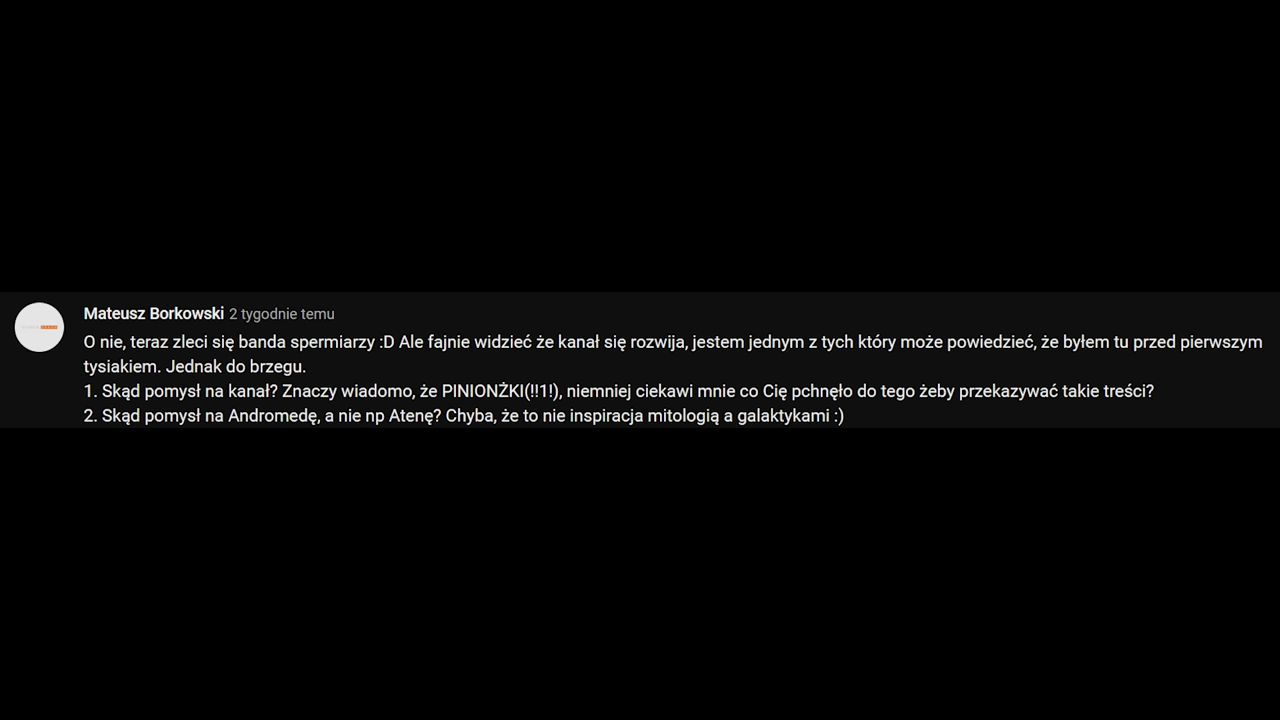 Mateusz Borkowski 2 tygodnie temu
O nie, teraz zleci się banda spermiarzy :D Ale fajnie widzieć że kanał się rozwija, jestem jednym z tych który może powiedzieć, że byłem tu przed pierwszym
tysiakiem. Jednak do brzegu.
1. Skąd pomysł na kanał? Znaczy wiadomo, że PINIONŻKI(!!1!), niemniej ciekawi mnie co Cię pchnęło do tego żeby przekazywać takie treści?
2. Skąd pomysł na Andromedę, a nie np Atenę? Chyba, że to nie inspiracja mitologią a galaktykami :)